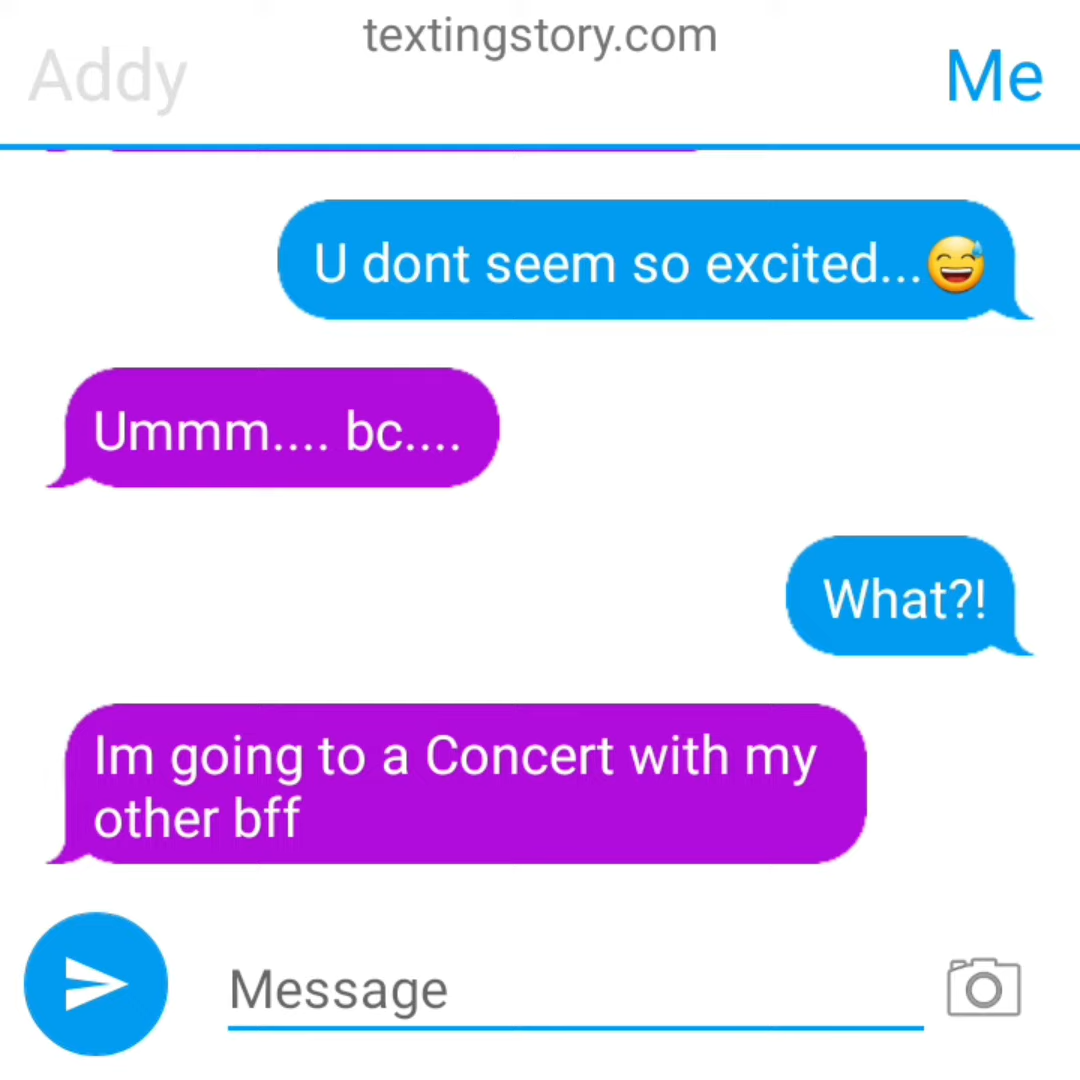 textingstory.com
Addy
Me
U dont seem so excited...😅
Ummm.... bc....
What?!
Im going to a Concert with my
other bff
Message